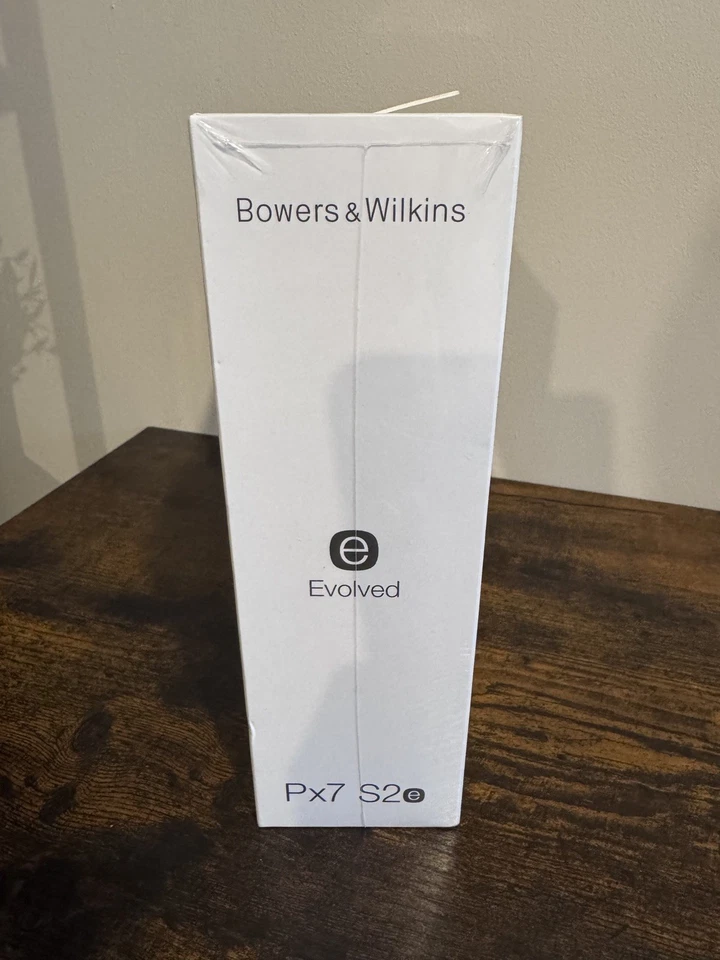 Bowers & Wilkins
e
Evolved
Px7 S2e